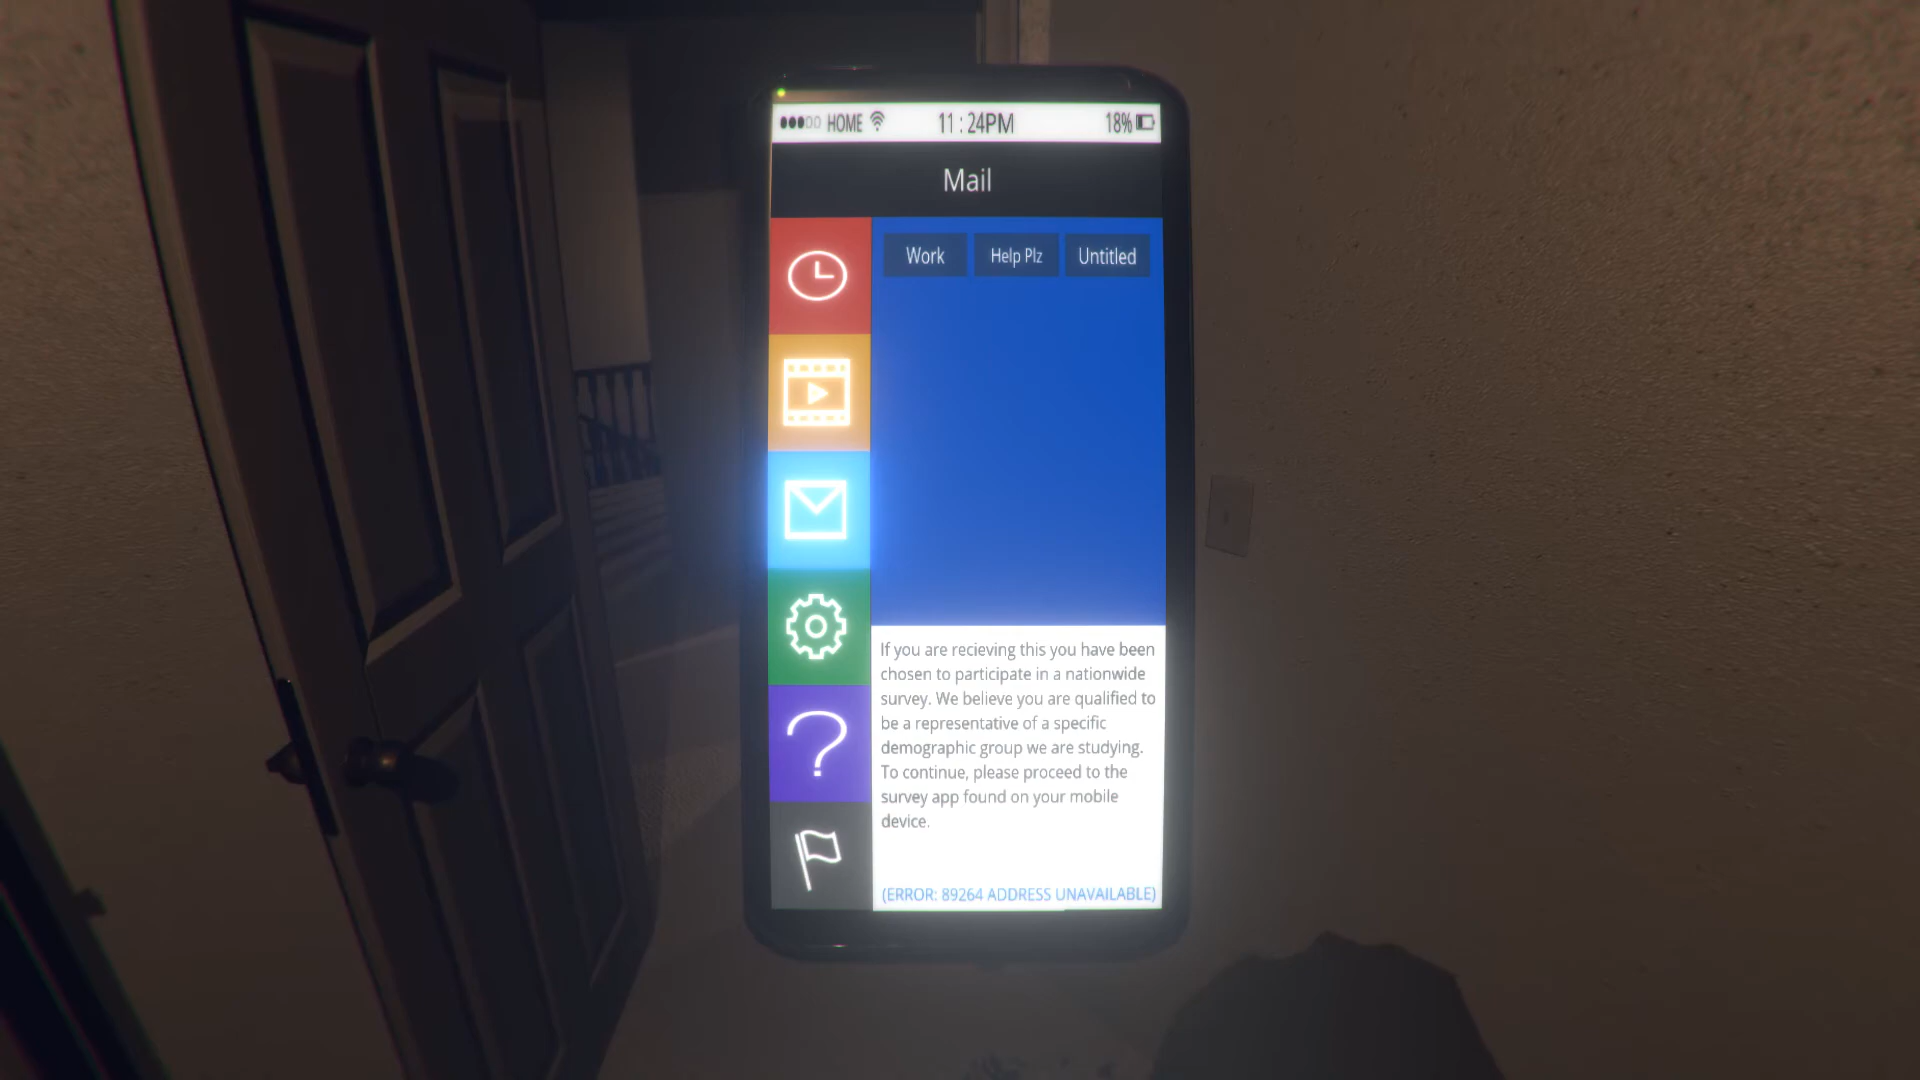 HOME 11:24PM 18%
Mail
Work Help Plz Untitled
If you are recieving this you have been
chosen to participate in a nationwide
survey. We believe you are qualified to
be a representative of a specific
demographic group we are studying.
To continue, please proceed to the
survey app found on your mobile
device.
(ERROR: 89264 ADDRESS UNAVAILABLE)